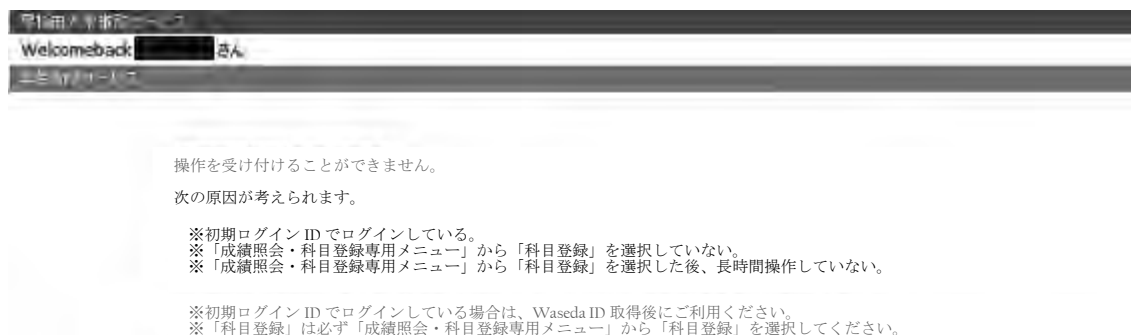 Welcomeback さん
操作を受け付けることができません。
次の原因が考えられます。
※初期ログイン ID でログインしている。
※「成績照会・科目登録専用メニュー」から「科目登録」を選択していない。
※「成績照会・科目登録専用メニュー」から「科目登録」を選択した後、長時間操作していない。
※初期ログイン ID でログインしている場合は、Waseda ID 取得後にご利用ください。
※「科目登録」は必ず「成績照会・科目登録専用メニュー」から「科目登録」を選択してください。